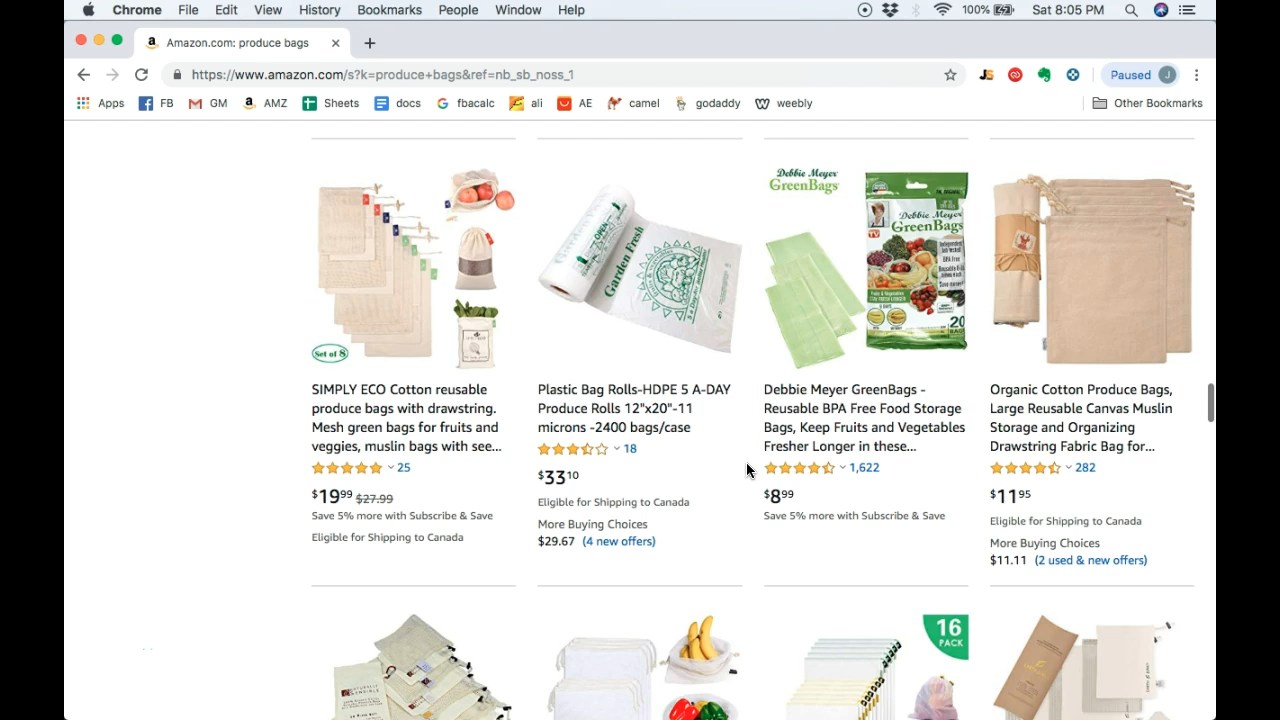 Chrome File Edit View History Bookmarks People Window Help 100% Sat 8:05 PM
Amazon.com: produce bags
https://www.amazon.com/s?k=produce+bags&ref=nb_sb_noss_1 Paused J
Apps FB GM AMZ Sheets docs fbacalc ali AE camel godaddy weebly Other Bookmarks
Set of 8
Garden Fresh
OPEN
Debbie Meyer
GreenBags
Debbie Meyer
GreenBags
20
BAGS
SIMPLY ECO Cotton reusable
produce bags with drawstring.
Mesh green bags for fruits and
veggies, muslin bags with see...
25
$19.99 $27.99
Save 5% more with Subscribe & Save
Eligible for Shipping to Canada
Plastic Bag Rolls-HDPE 5 A-DAY
Produce Rolls 12"x20"-11
microns -2400 bags/case
18
$33.10
Eligible for Shipping to Canada
More Buying Choices
$29.67 (4 new offers)
Debbie Meyer GreenBags -
Reusable BPA Free Food Storage
Bags, Keep Fruits and Vegetables
Fresher Longer in these...
1,622
$8.99
Save 5% more with Subscribe & Save
Organic Cotton Produce Bags,
Large Reusable Canvas Muslin
Storage and Organizing
Drawstring Fabric Bag for...
282
$11.95
Eligible for Shipping to Canada
More Buying Choices
$11.11 (2 used & new offers)
16
PACK